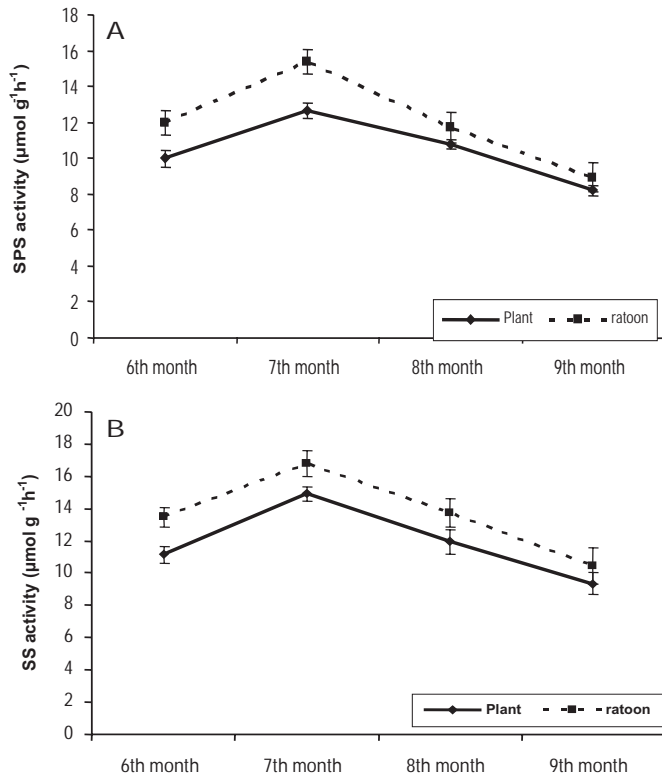 A
SPS activity (µmol g-1h-1)
18
16
14
12
10
8
6
4
2
0
Plant
ratoon
6th month
7th month
8th month
9th month
B
SS activity (µmol g -1h-1)
20
18
16
14
12
10
8
6
4
2
0
Plant
ratoon
6th month
7th month
8th month
9th month